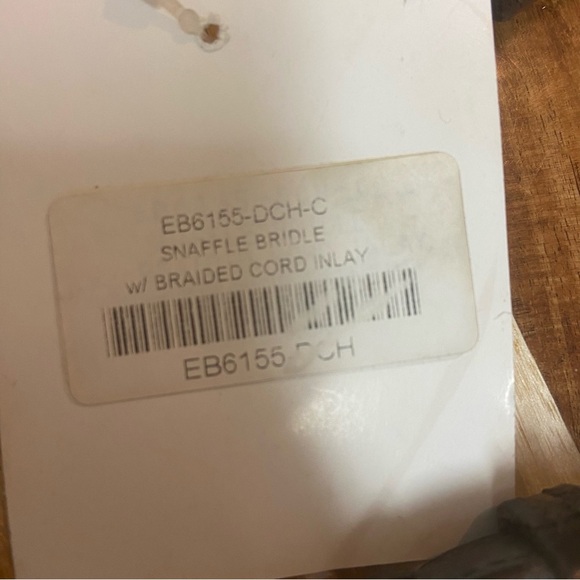 EB6155-DCH-C
SNAFFLE BRIDLE
w/ BRAIDED CORD INLAY
EB6155-DCH